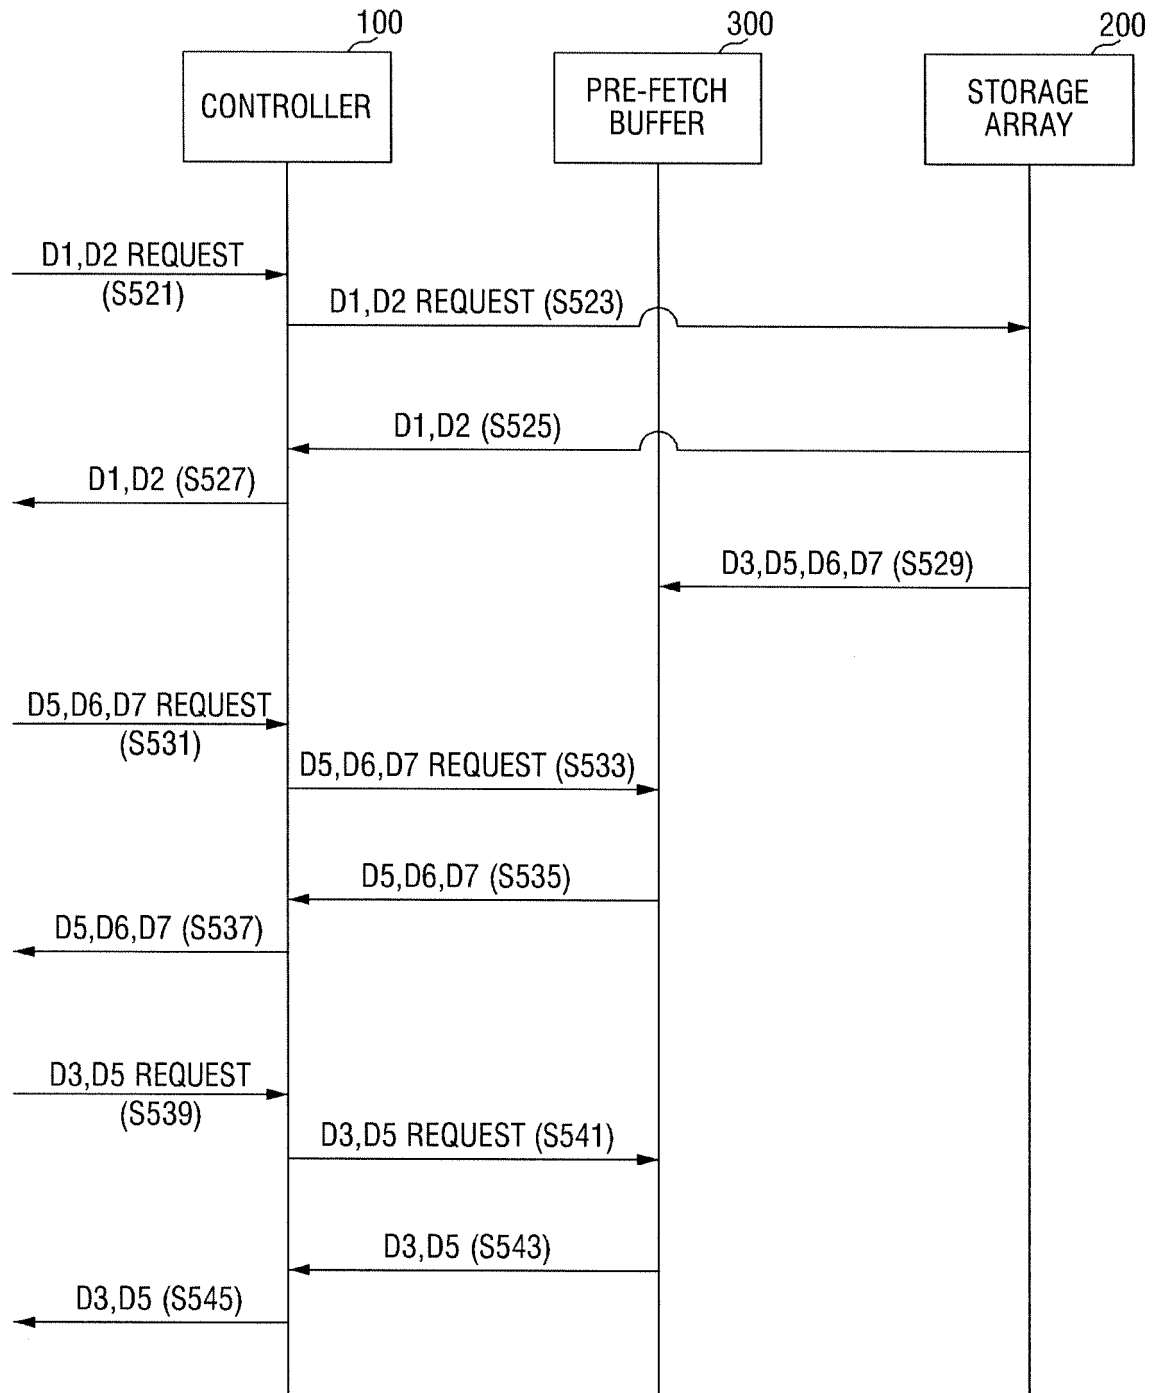 100
300
200
CONTROLLER
PRE-FETCH
BUFFER
STORAGE
ARRAY
D1,D2 REQUEST
(S521)
D1,D2 REQUEST (S523)
D1,D2 (S525)
D1,D2 (S527)
D3,D5,D6,D7 (S529)
D5,D6,D7 REQUEST
(S531)
D5,D6,D7 REQUEST (S533)
D5,D6,D7 (S535)
D5,D6,D7 (S537)
D3,D5 REQUEST
(S539)
D3,D5 REQUEST (S541)
D3,D5 (S543)
D3,D5 (S545)